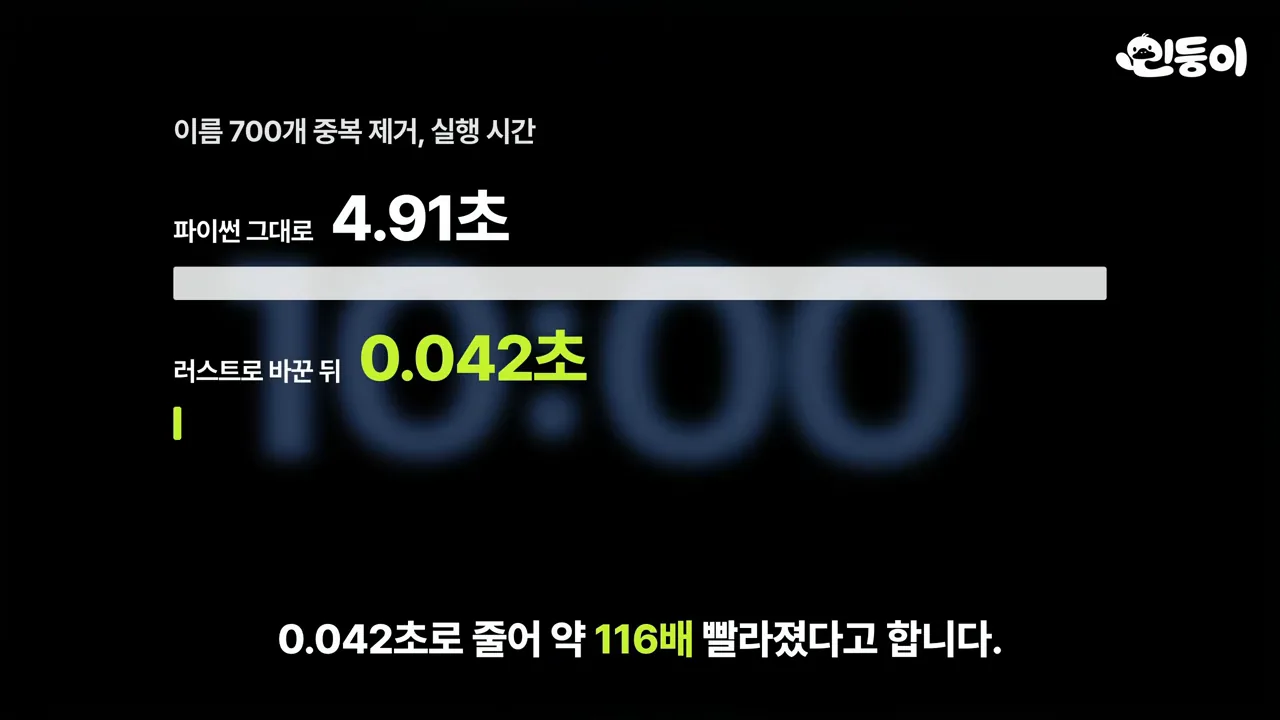 인둥이
이름 700개 중복 제거, 실행 시간
파이썬 그대로 4.91초
10:00
러스트로 바꾼 뒤 0.042초
0.042초로 줄어 약 116배 빨라졌다고 합니다.